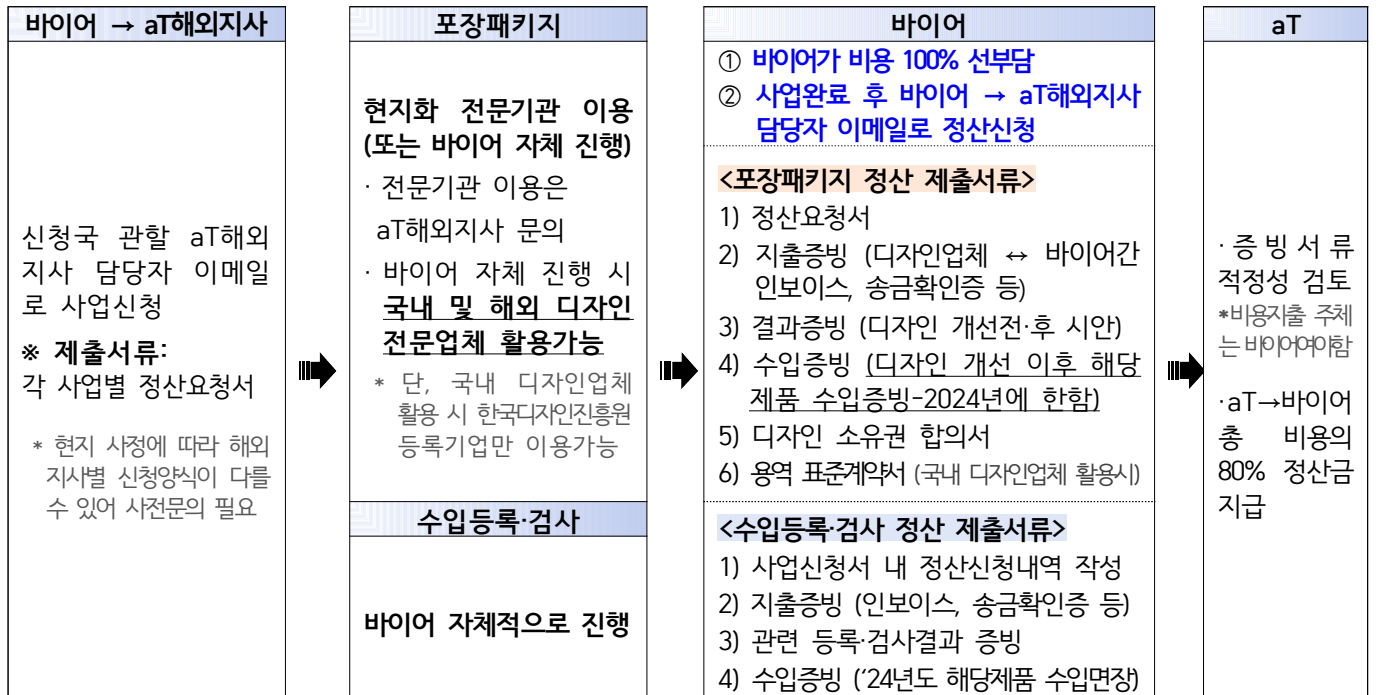 바이어 → aT해외지사
신청국 관할 aT해외
지사 담당자 이메일
로 사업신청
※ 제출서류:
각 사업별 정산요청서
* 현지 사정에 따라 해외
지사별 신청양식이 다를
수 있어 사전문의 필요
포장패키지
현지화 전문기관 이용
(또는 바이어 자체 진행)
· 전문기관 이용은
aT해외지사 문의
· 바이어 자체 진행 시
국내 및 해외 디자인
전문업체 활용가능
* 단, 국내 디자인업체
활용 시 한국디자인진흥원
등록기업만 이용가능
수입등록·검사
바이어 자체적으로 진행
바이어
① 바이어가 비용 100% 선부담
② 사업완료 후 바이어 → aT해외지사
담당자 이메일로 정산신청
<포장패키지 정산 제출서류>
1) 정산요청서
2) 지출증빙 (디자인업체 ↔ 바이어간
인보이스, 송금확인증 등)
3) 결과증빙 (디자인 개선전·후 시안)
4) 수입증빙 (디자인 개선 이후 해당
제품 수입증빙-2024년에 한함)
5) 디자인 소유권 합의서
6) 용역 표준계약서 (국내 디자인업체 활용시)
<수입등록·검사 정산 제출서류>
1) 사업신청서 내 정산신청내역 작성
2) 지출증빙 (인보이스, 송금확인증 등)
3) 관련 등록·검사결과 증빙
4) 수입증빙 (‘24년도 해당제품 수입면장)
aT
·증빙서류
적정성 검토
*비용지출 주체
는 바이어여야함
·aT→바이어
총 비용의
80% 정산금
지급